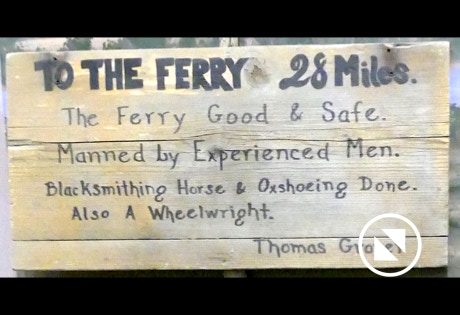 TO THE FERRY 28 Miles.
The Ferry Good & Safe.
Manned by Experienced Men.
Blacksmithing Horse & Oxshoeing Done.
Also A Wheelwright.
Thomas